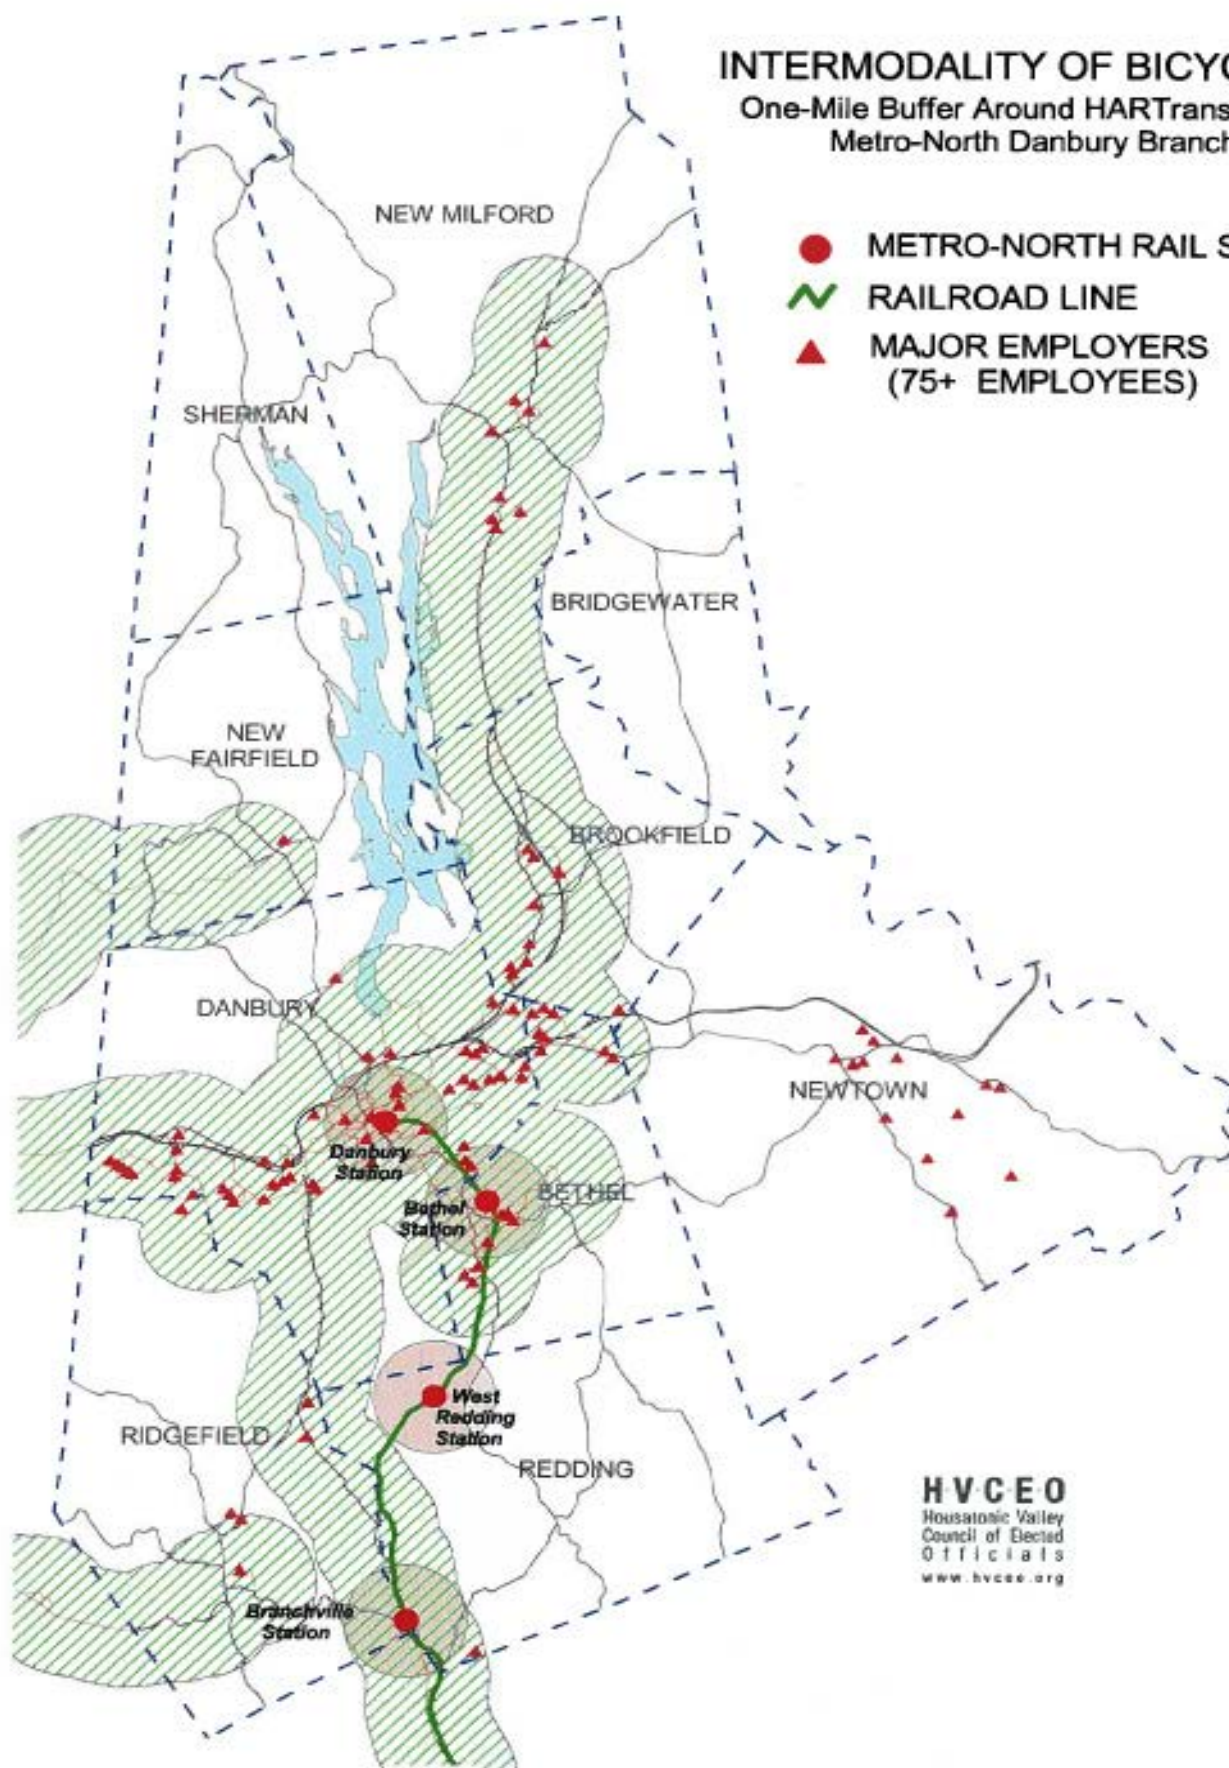 INTERMODALITY OF BICYC
One-Mile Buffer Around HARTrans
Metro-North Danbury Branch
METRO-NORTH RAIL S
RAILROAD LINE
MAJOR EMPLOYERS
(75+ EMPLOYEES)
NEW MILFORD
SHERMAN
BRIDGEWATER
NEW
FAIRFIELD
BROOKFIELD
DANBURY
NEWTOWN
Danbury
Station
BETHEL
Bethel
Station
West
Redding
Station
RIDGEFIELD
REDDING
Branchville
Station
H·V·C·E·O
Housatonic Valley
Council of Elected
Officials
www.hvceo.org